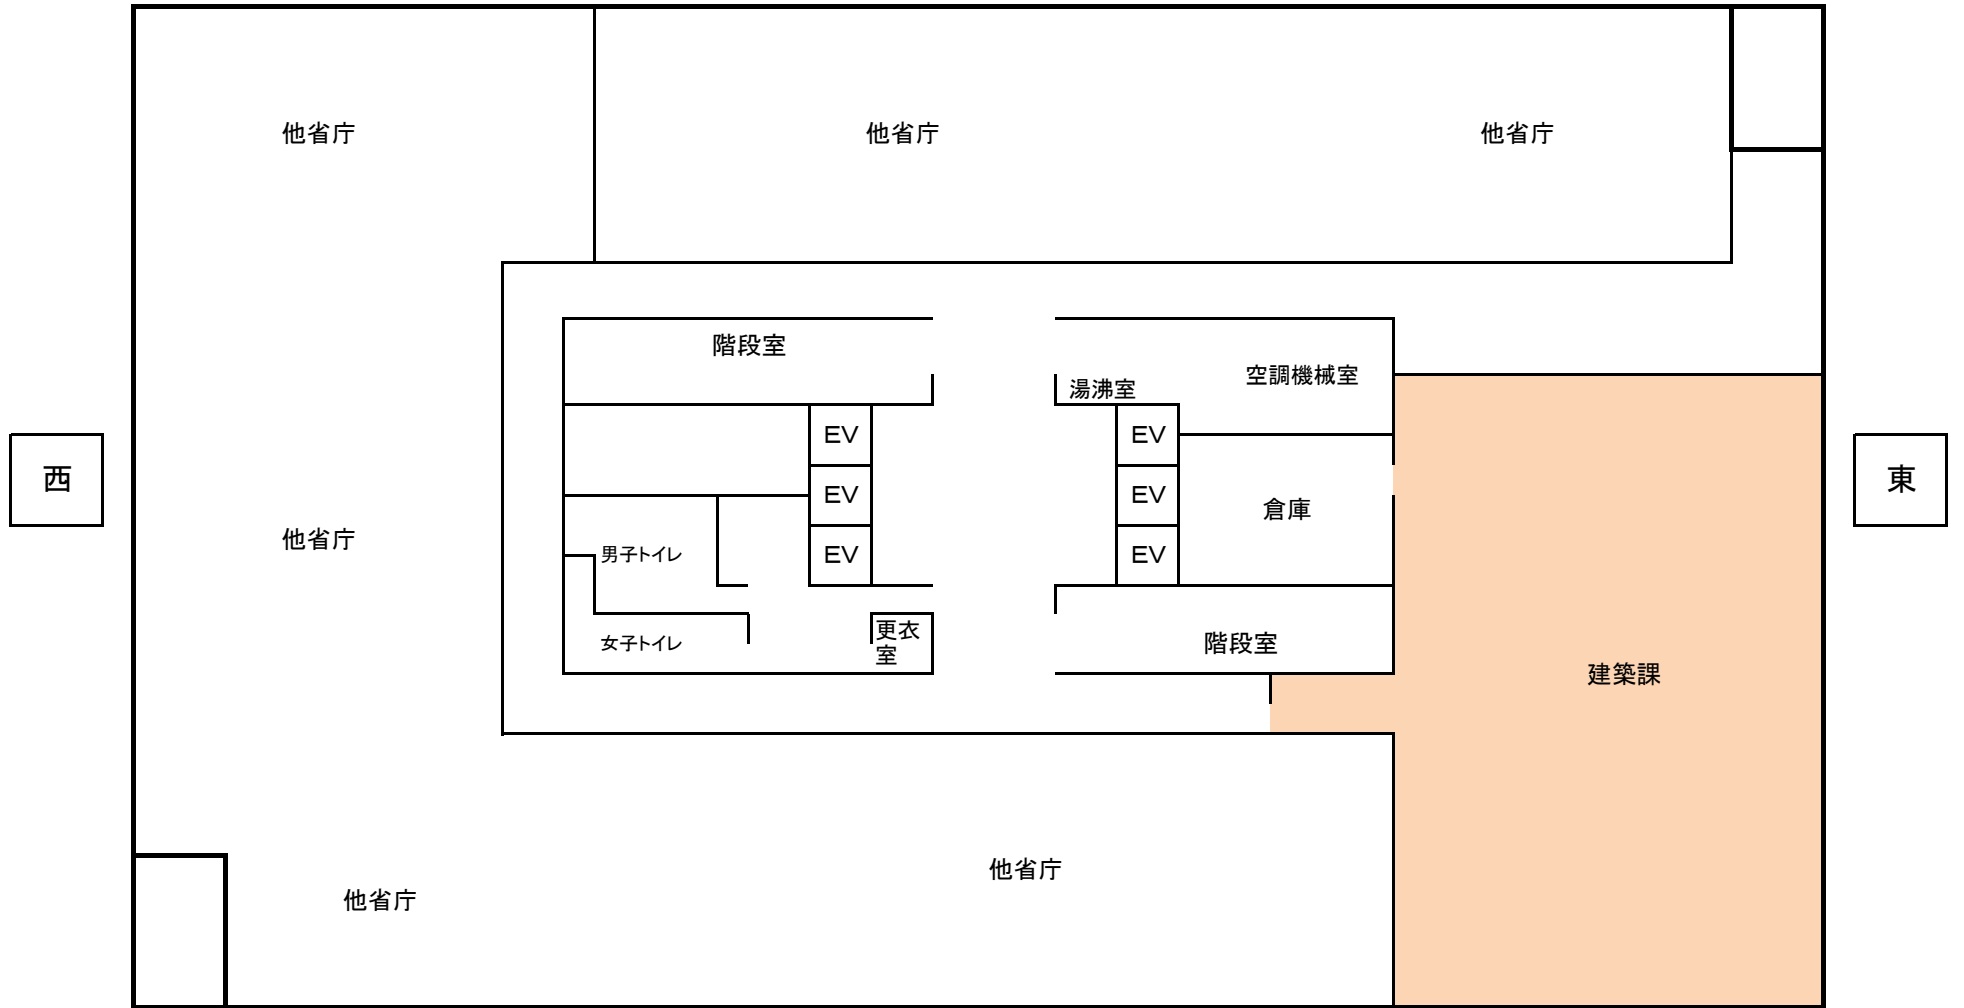 他省庁
他省庁
他省庁
階段室
空調機械室
湯沸室
EV
EV
西
東
EV
EV
倉庫
他省庁
男子トイレ
EV
EV
女子トイレ
更衣
室
階段室
建築課
他省庁
他省庁